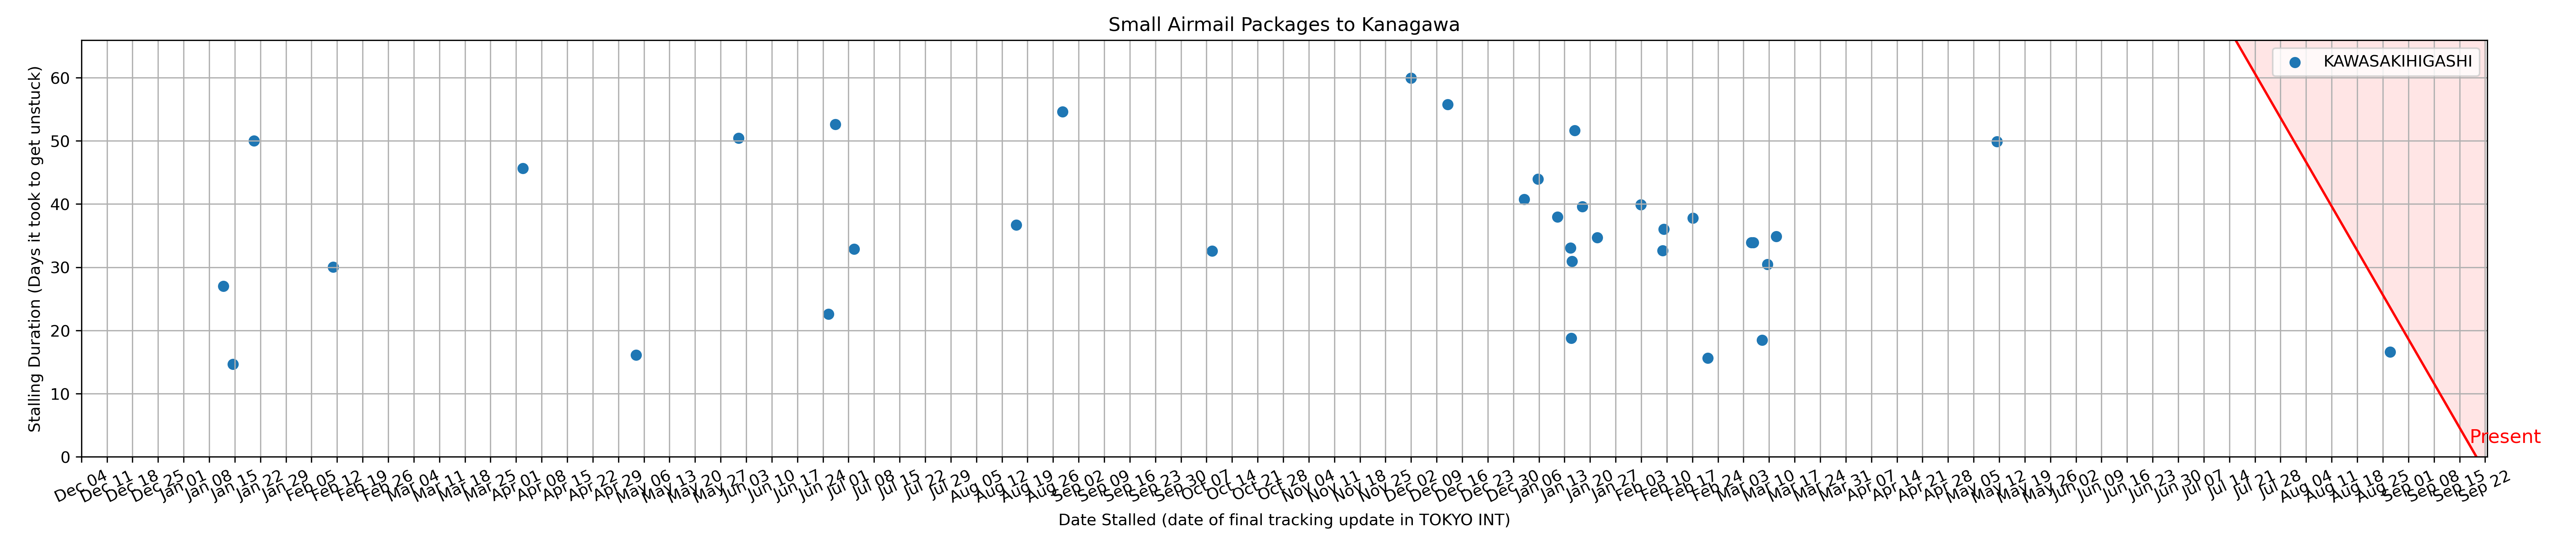 Small Airmail Packages to Kanagawa
KAWASAKIHIGASHI
Stalling Duration (Days it took to get unstuck)
60
50
40
30
20
10
0
Present
Dec 04 Dec 11 Dec 18 Dec 25 Jan 01 Jan 08 Jan 15 Jan 22 Jan 29 Feb 05 Feb 12 Feb 19 Feb 26 Mar 04 Mar 11 Mar 18 Mar 25 Apr 01 Apr 08 Apr 15 Apr 22 Apr 29 May 06 May 13 May 20 May 27 Jun 03 Jun 10 Jun 17 Jun 24 Jul 01 Jul 08 Jul 15 Jul 22 Jul 29 Aug 05 Aug 12 Aug 19 Aug 26 Sep 02 Sep 09 Sep 16 Sep 23 Sep 30 Oct 07 Oct 14 Oct 21 Oct 28 Nov 04 Nov 11 Nov 18 Nov 25 Dec 02 Dec 09 Dec 16 Dec 23 Dec 30 Jan 06 Jan 13 Jan 20 Jan 27 Feb 03 Feb 10 Feb 17 Feb 24 Mar 03 Mar 10 Mar 17 Mar 24 Mar 31 Apr 07 Apr 14 Apr 21 Apr 28 May 05 May 12 May 19 May 26 Jun 02 Jun 09 Jun 16 Jun 23 Jun 30 Jul 07 Jul 14 Jul 21 Jul 28 Aug 04 Aug 11 Aug 18 Aug 25 Sep 01 Sep 08 Sep 15 Sep 22
Date Stalled (date of final tracking update in TOKYO INT)